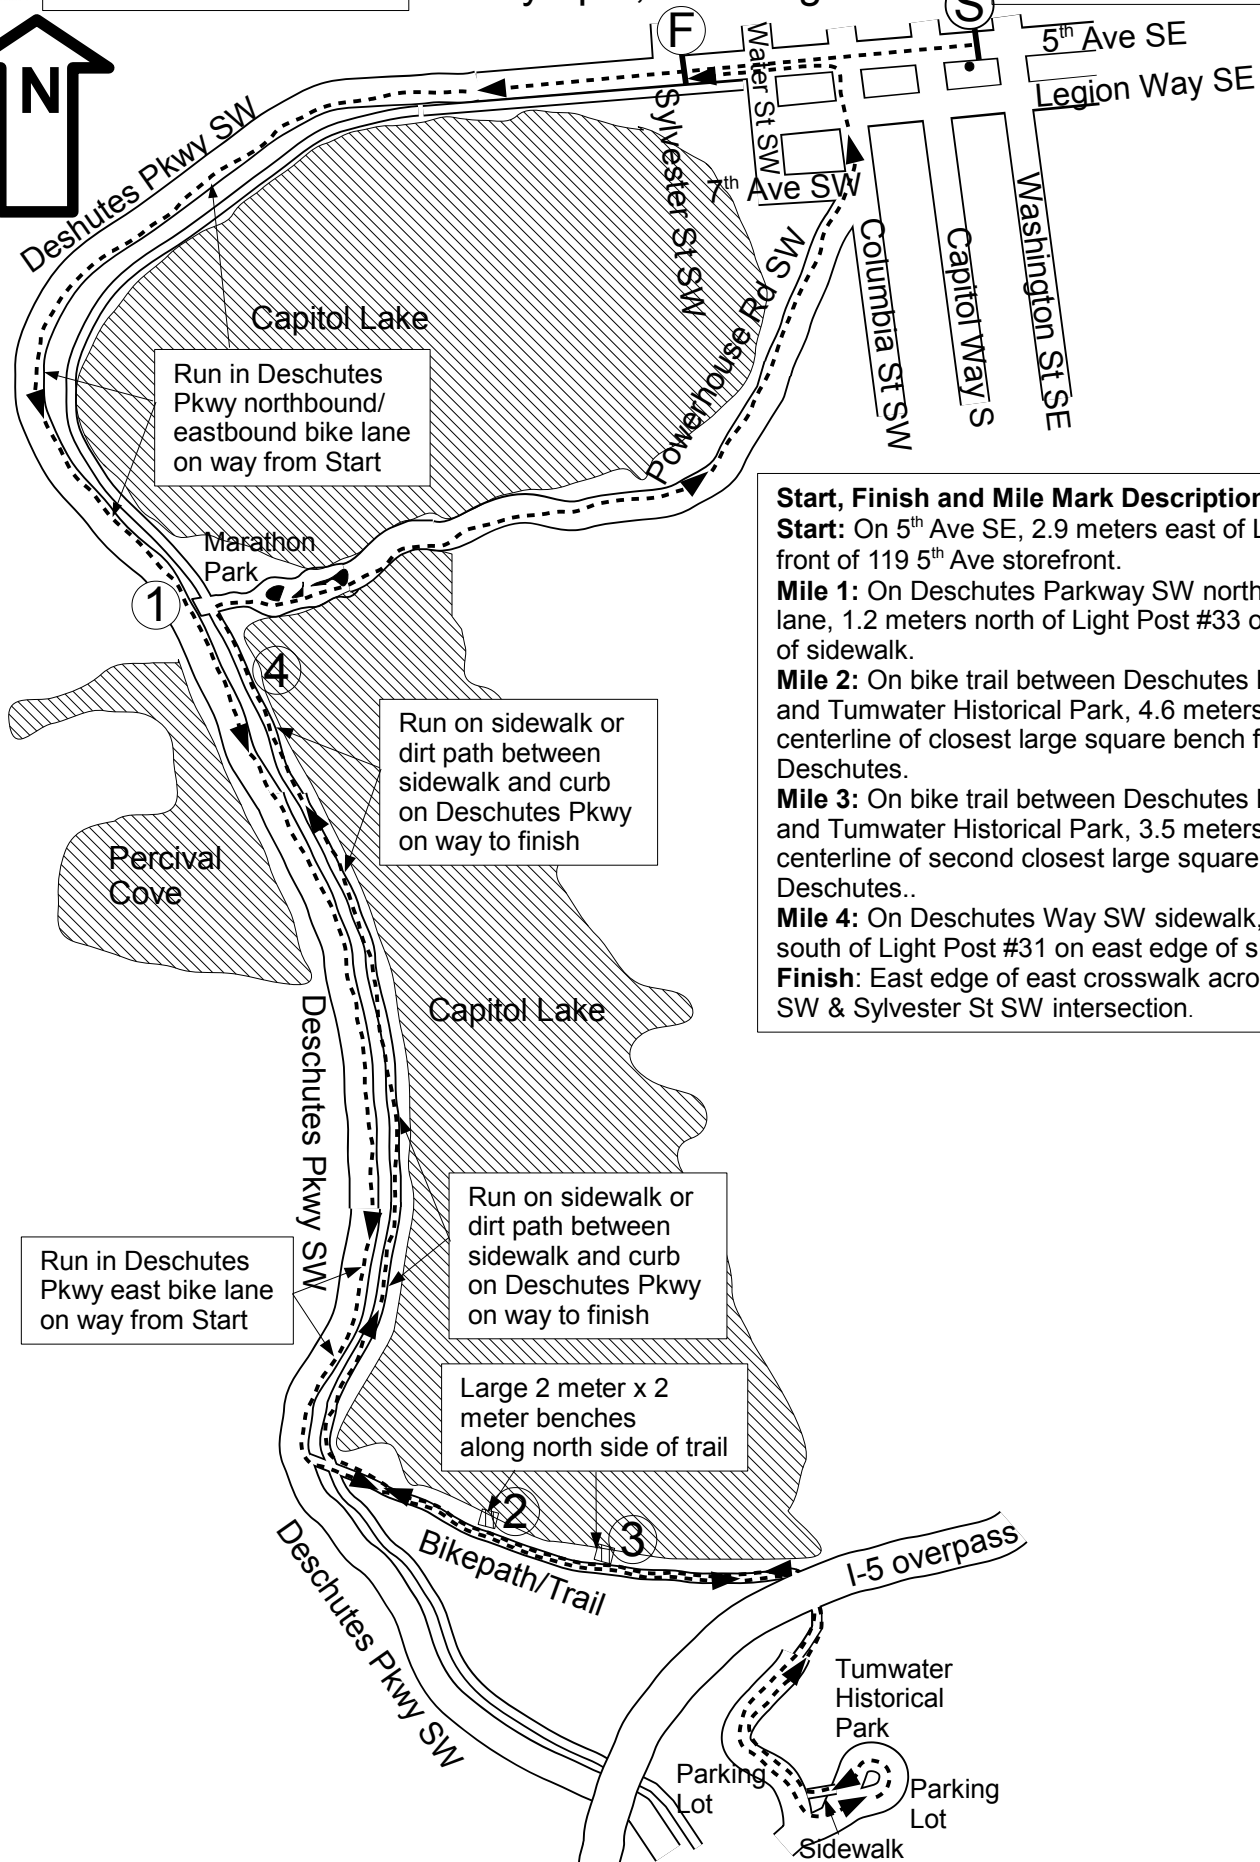 S
F
N
5th Ave SE
Legion Way SE
Water St SW
Sylvester St SW
7th Ave SW
Deshutes Pkwy SW
Columbia St SW
Capitol Way S
Washington St SE
Powerhouse Rd SW
Capitol Lake
Run in Deschutes
Pkwy northbound/
eastbound bike lane
on way from Start
Marathon
Park
1
4
Start, Finish and Mile Mark Description
Start: On 5th Ave SE, 2.9 meters east of
front of 119 5th Ave storefront.
Mile 1: On Deschutes Parkway SW north
lane, 1.2 meters north of Light Post #33
of sidewalk.
Mile 2: On bike trail between Deschutes
and Tumwater Historical Park, 4.6 meters
centerline of closest large square bench
Deschutes.
Mile 3: On bike trail between Deschutes
and Tumwater Historical Park, 3.5 meters
centerline of second closest large square
Deschutes..
Mile 4: On Deschutes Way SW sidewalk,
south of Light Post #31 on east edge of
Finish: East edge of east crosswalk
SW & Sylvester St SW intersection.
Run on sidewalk or
dirt path between
sidewalk and curb
on Deschutes Pkwy
on way to finish
Percival
Cove
Capitol Lake
Deschutes Pkwy SW
Run on sidewalk or
dirt path between
sidewalk and curb
on Deschutes Pkwy
on way to finish
Run in Deschutes
Pkwy east bike lane
on way from Start
Large 2 meter x 2
meter benches
along north side of trail
2
3
Bikepath/Trail
I-5 overpass
Deschutes Pkwy SW
Tumwater
Historical
Park
Parking
Lot
Parking
Lot
Sidewalk